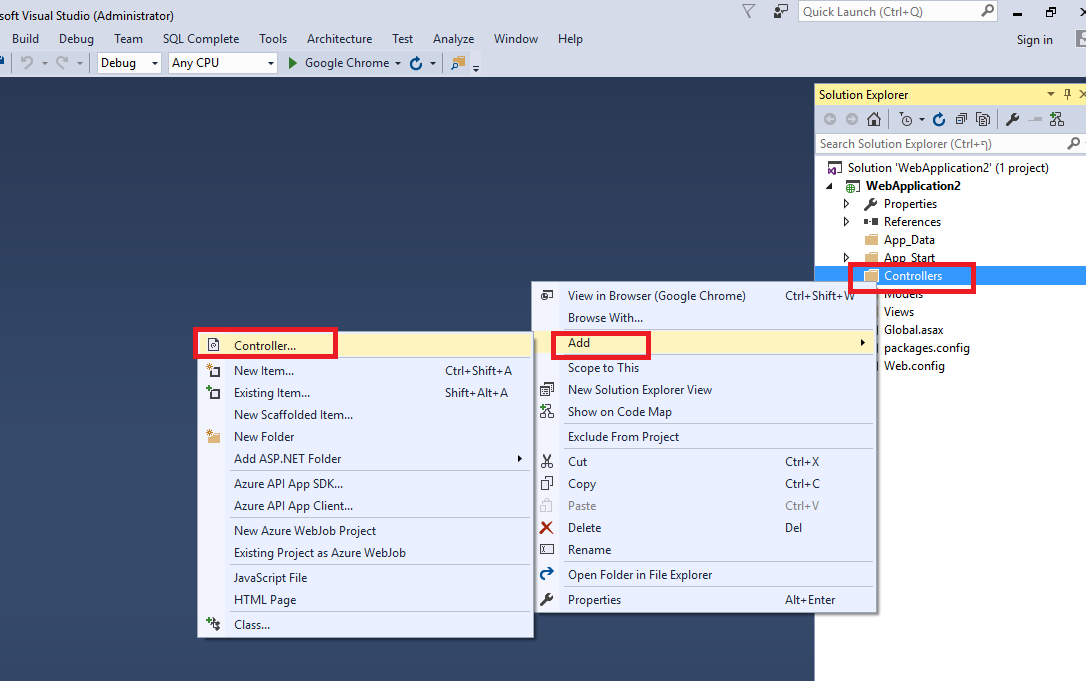 soft Visual Studio (Administrator)
Quick Launch (Ctrl+Q)
Build Debug Team SQL Complete Tools Architecture Test Analyze Window Help
Sign in
Debug Any CPU Google Chrome
Solution Explorer
Search Solution Explorer (Ctrl+ף)
Solution 'WebApplication2' (1 project)
WebApplication2
Properties
References
App_Data
App_Start
Controllers
Models
Views
Global.asax
packages.config
Web.config
View in Browser (Google Chrome) Ctrl+Shift+W
Browse With...
Add
Scope to This
New Solution Explorer View
Show on Code Map
Exclude From Project
Cut Ctrl+X
Copy Ctrl+C
Paste Ctrl+V
Delete Del
Rename
Open Folder in File Explorer
Properties Alt+Enter
Controller...
New Item... Ctrl+Shift+A
Existing Item... Shift+Alt+A
New Scaffolded Item...
New Folder
Add ASP.NET Folder
Azure API App SDK...
Azure API App Client...
New Azure WebJob Project
Existing Project as Azure WebJob
JavaScript File
HTML Page
Class...